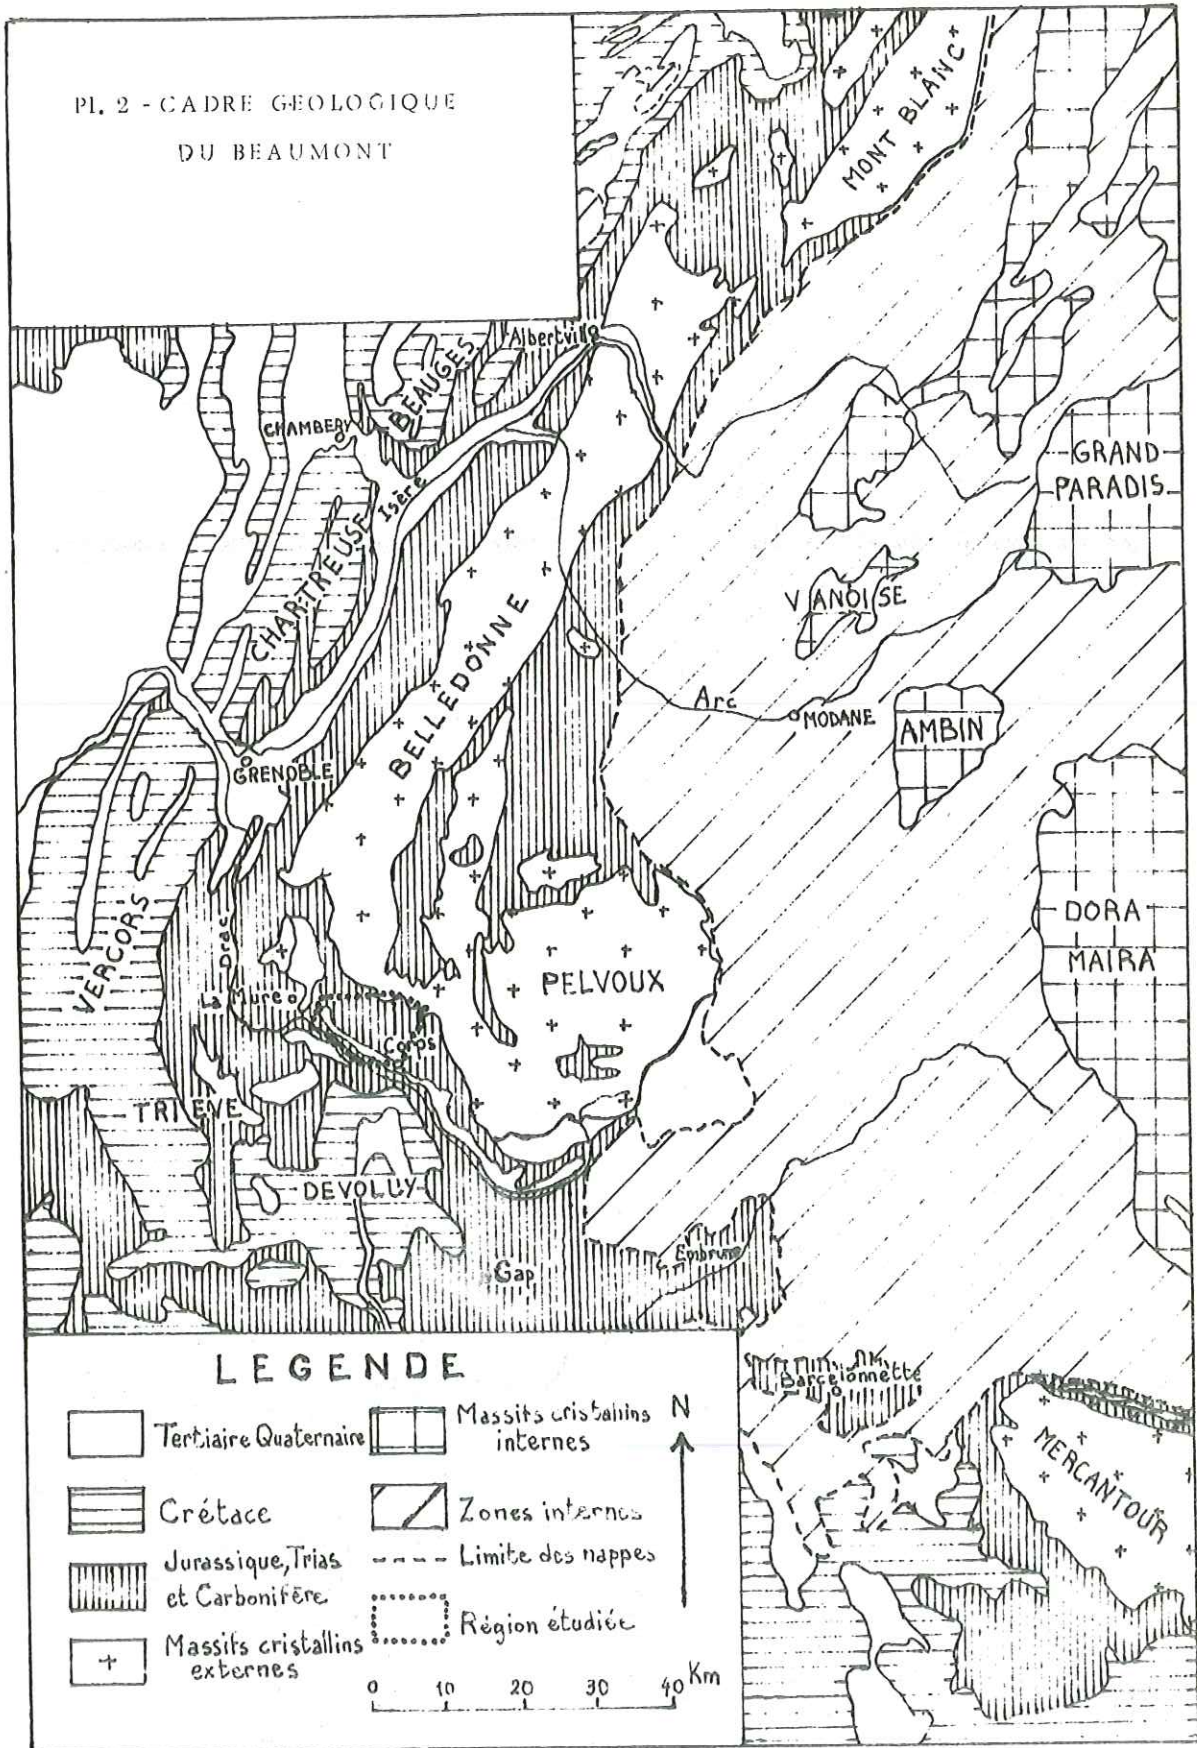 Pl. 2 - CADRE GEOLOGIQUE
DU BEAUMONT
MONT BLANC
Albertville
BEAUGES
CHAMBERY
Isère
CHARTREUSE
GRAND
PARADIS
VANOISE
BELLEDONNE
Arc
MODANE
AMBIN
GRENOBLE
VERCORS
Drac
DORA
MAIRA
PELVOUX
La Mure
Corps
TRIEVE
DEVOLUY
Embrun
Gap
Barcelonnette
MERCANTOUR
LEGENDE
Tertiaire Quaternaire
Crétace
Jurassique, Trias
et Carbonifère
Massifs cristallins
externes
Massifs cristallins
internes
Zones internes
Limite des nappes
Région étudiée
N
0 10 20 30 40 Km